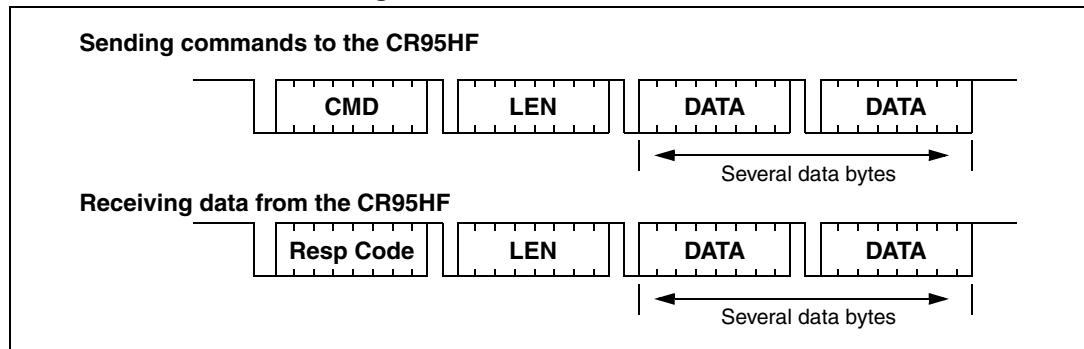 Sending commands to the CR95HF
CMD LEN DATA DATA
Several data bytes
Receiving data from the CR95HF
Resp Code LEN DATA DATA
Several data bytes